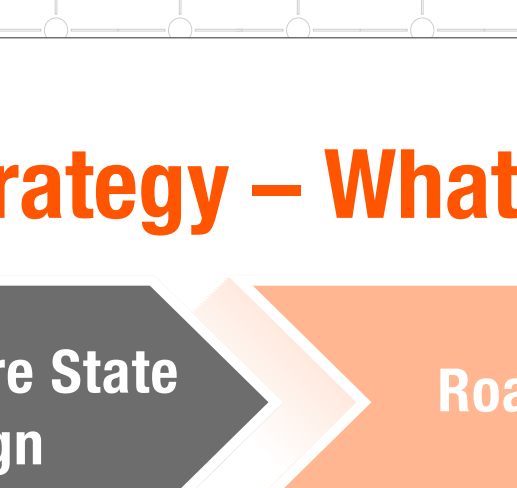 rategy – What
re State
gn
Roa